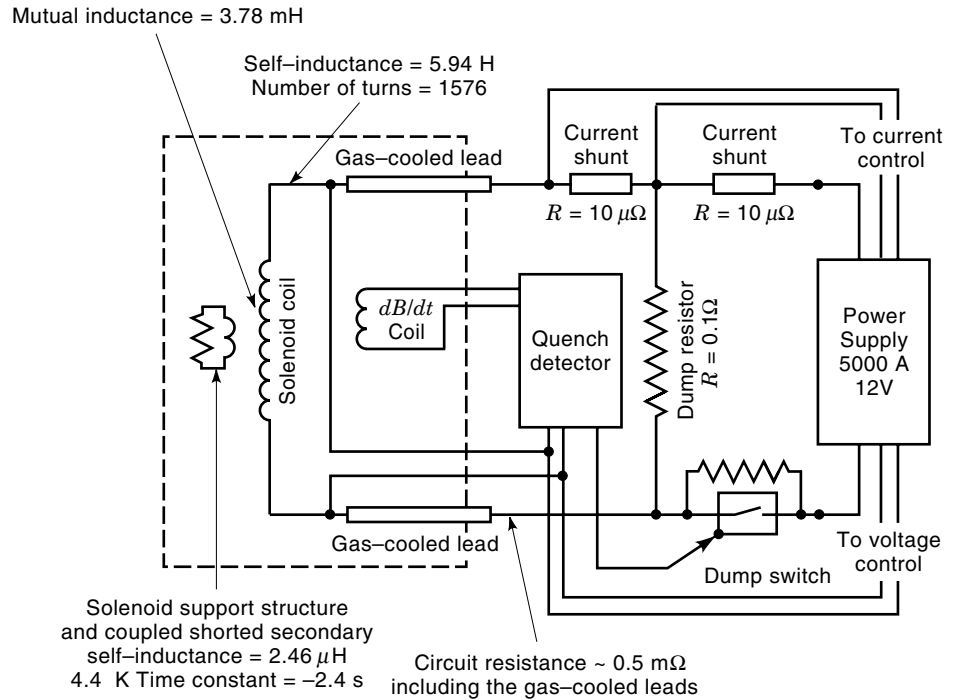 Mutual inductance = 3.78 mH
Self–inductance = 5.94 H
Number of turns = 1576
Gas–cooled lead
Current
shunt
R = 10 μΩ
Current
shunt
R = 10 μΩ
To current
control
Solenoid coil
dB/dt
Coil
Quench
detector
Dump resistor
R = 0.1Ω
Power
Supply
5000 A
12V
Gas–cooled lead
Dump switch
To voltage
control
Solenoid support structure
and coupled shorted secondary
self–inductance = 2.46 μH
4.4 K Time constant = –2.4 s
Circuit resistance ~ 0.5 mΩ
including the gas–cooled leads